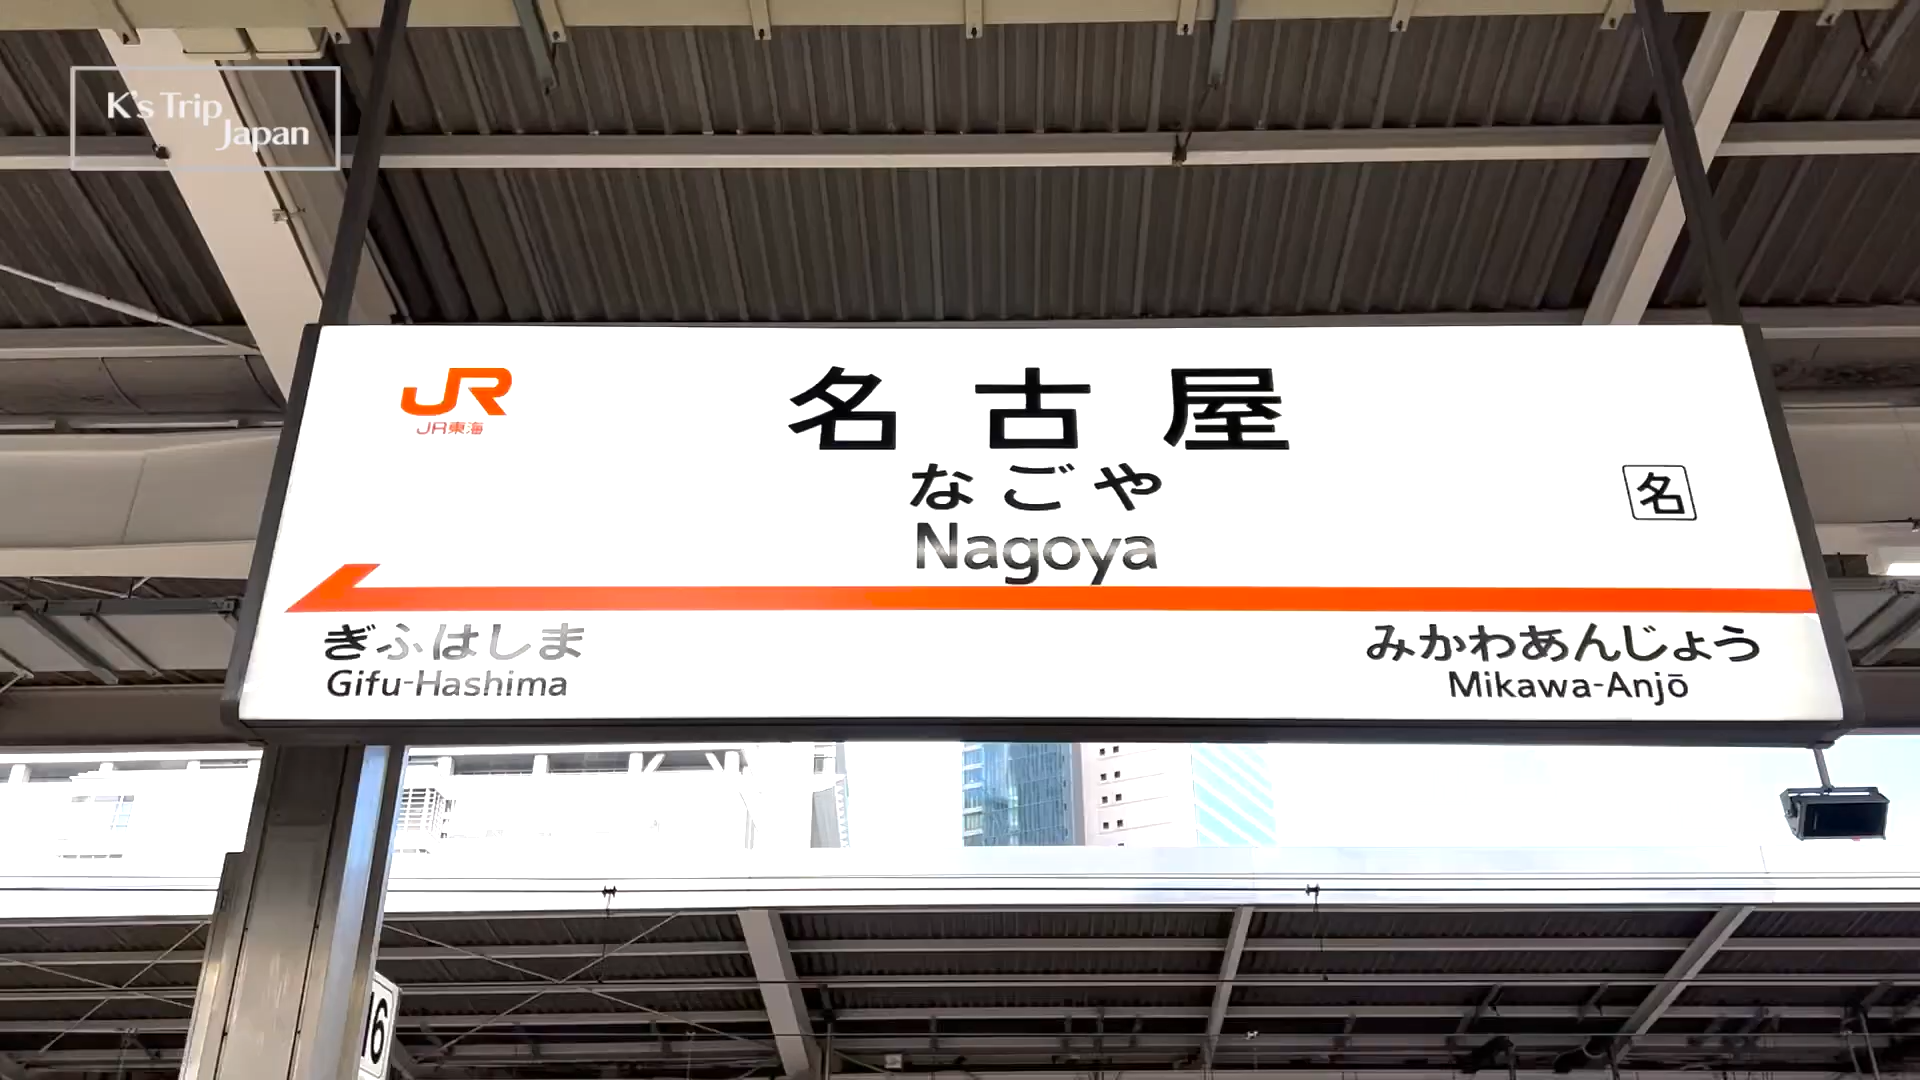 K's Trip
Japan
JR
JR東海
名古屋
なごや
Nagoya
名
ぎふはしま
Gifu-Hashima
みかわあんじょう
Mikawa-Anjō
16